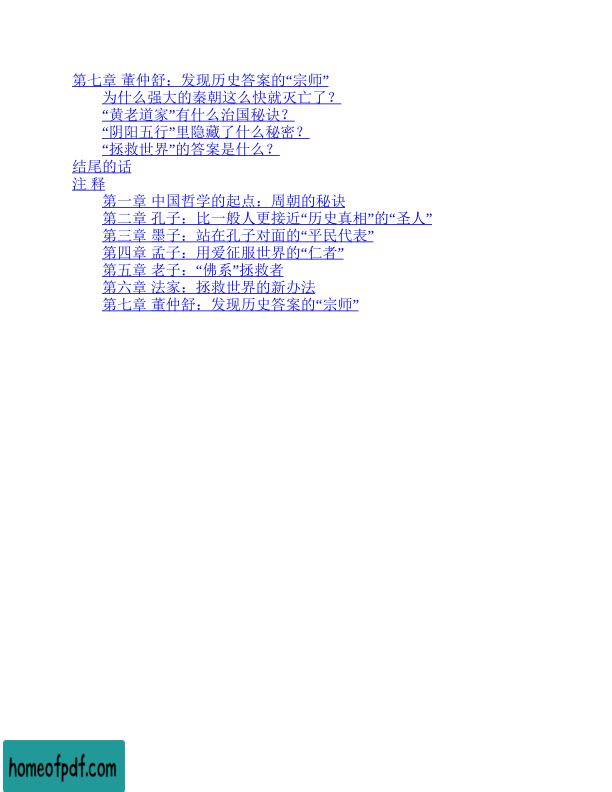 第七章 董仲舒：发现历史答案的“宗师”
为什么强大的秦朝这么快就灭亡了？
“黄老道家”有什么治国秘诀？
“阴阳五行”里隐藏了什么秘密？
“拯救世界”的答案是什么？
结尾的话
注 释
第一章 中国哲学的起点：周朝的秘诀
第二章 孔子：比一般人更接近“历史真相”的“圣人”
第三章 墨子：站在孔子对面的“平民代表”
第四章 孟子：用爱征服世界的“仁者”
第五章 老子：“佛系”拯救者
第六章 法家：拯救世界的新办法
第七章 董仲舒：发现历史答案的“宗师”
homeofpdf.com